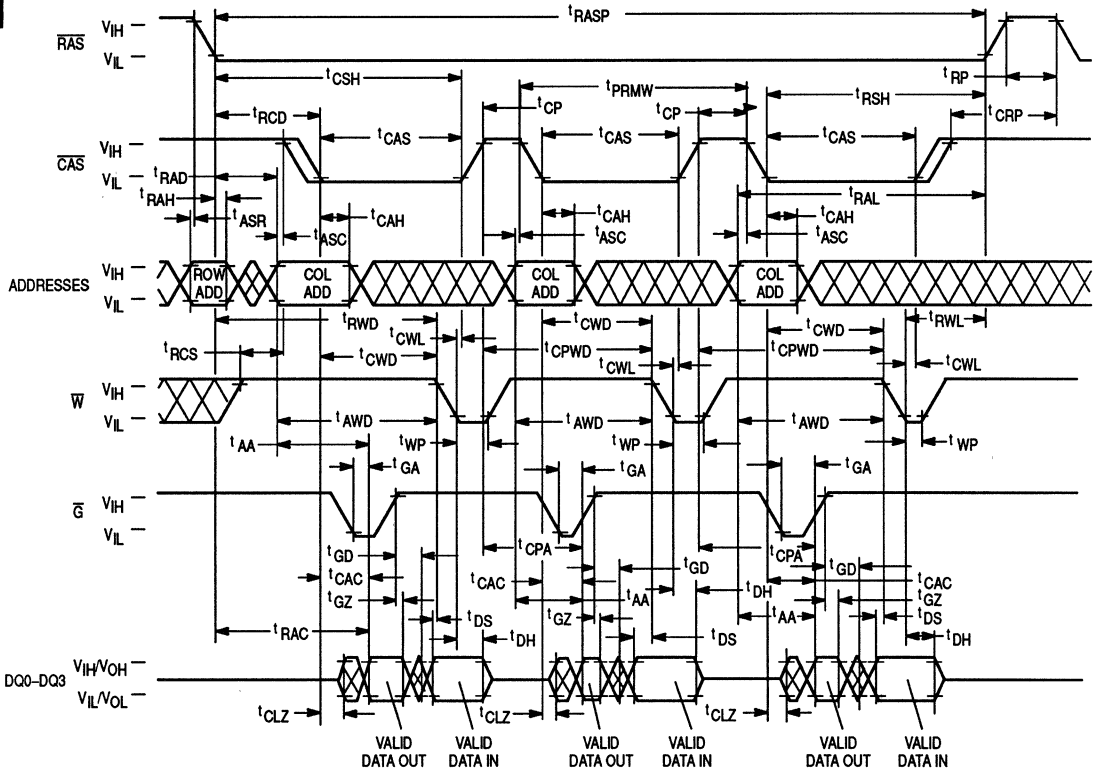 tRASP
RAS VIH
VIL
tCSH
tRP
tPRMW
tRSH
tCP
tCP
tRCD
tCRP
tCAS
tCAS
tCAS
CAS VIH
VIL
tRAD
tRAL
tRAH
tASR
tCAH
tCAH
tCAH
tASC
tASC
tASC
ADDRESSES VIH
VIL
ROW ADD
COL ADD
COL ADD
COL ADD
tRWD
tCWD
tRWL
tCWL
tCWD
tRCS
tCWD
tCPWD
tCPWD
tCWL
tCWL
W VIH
VIL
tAWD
tAWD
tAWD
tAA
tWP
tWP
tWP
tGA
tGA
tGA
G VIH
VIL
tCPA
tCPA
tGD
tGD
tGD
tCAC
tCAC
tCAC
tDH
tGZ
tAA
tGZ
tGZ
tAA
tDS
tDS
tRAC
tDH
tDS
tDH
DQ0–DQ3 VIH/VOH
VIL/VOL
tCLZ
tCLZ
tCLZ
VALID DATA OUT
VALID DATA IN
VALID DATA OUT
VALID DATA IN
VALID DATA OUT
VALID DATA IN